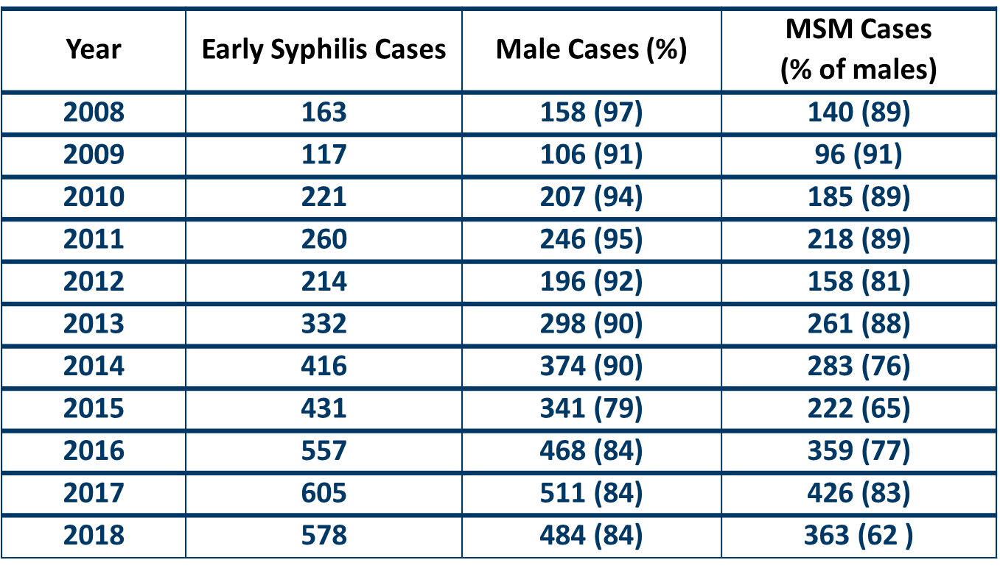 Year Early Syphilis Cases Male Cases (%) MSM Cases
(% of males)
2008 163 158 (97) 140 (89)
2009 117 106 (91) 96 (91)
2010 221 207 (94) 185 (89)
2011 260 246 (95) 218 (89)
2012 214 196 (92) 158 (81)
2013 332 298 (90) 261 (88)
2014 416 374 (90) 283 (76)
2015 431 341 (79) 222 (65)
2016 557 468 (84) 359 (77)
2017 605 511 (84) 426 (83)
2018 578 484 (84) 363 (62 )